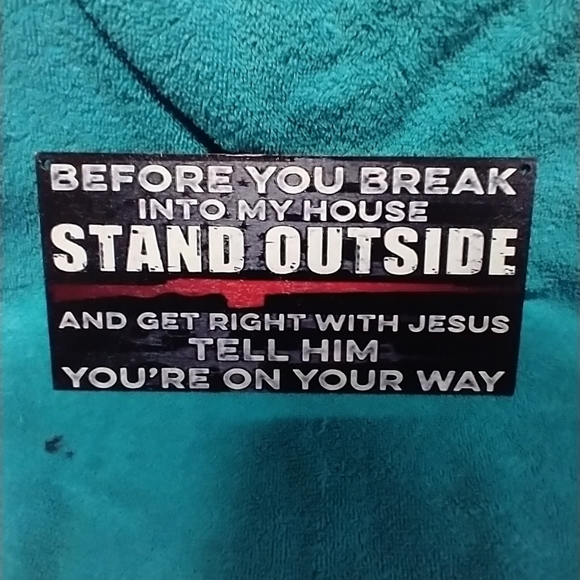 BEFORE YOU BREAK
INTO MY HOUSE
STAND OUTSIDE
AND GET RIGHT WITH JESUS
TELL HIM
YOU'RE ON YOUR WAY